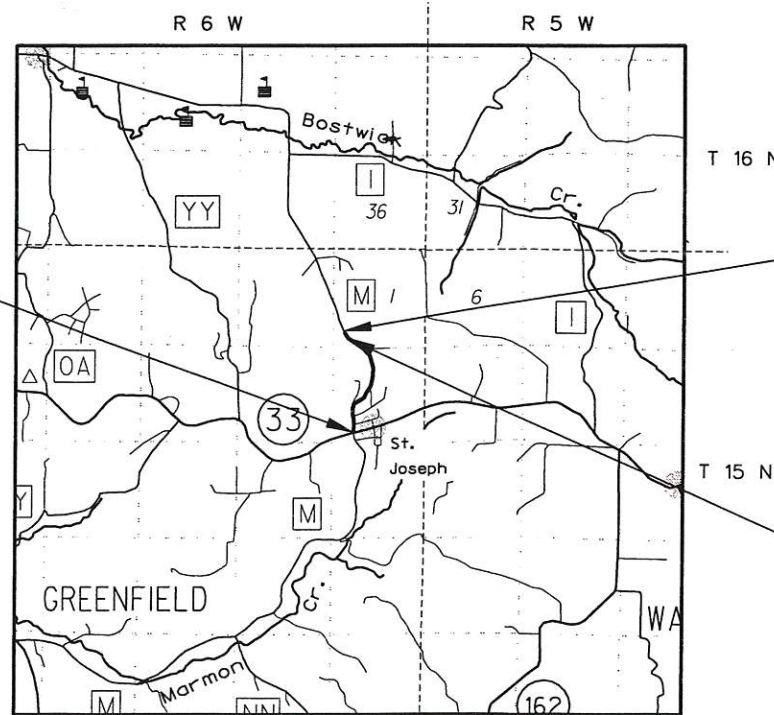 R 6 W
R 5 W
Bostwick
Cr.
T 16 N
I
YY
36
31
M
1
6
I
OA
33
St.
Joseph
T 15 N
Y
M
GREENFIELD
Cr.
WA
Marmon
M
NN
162